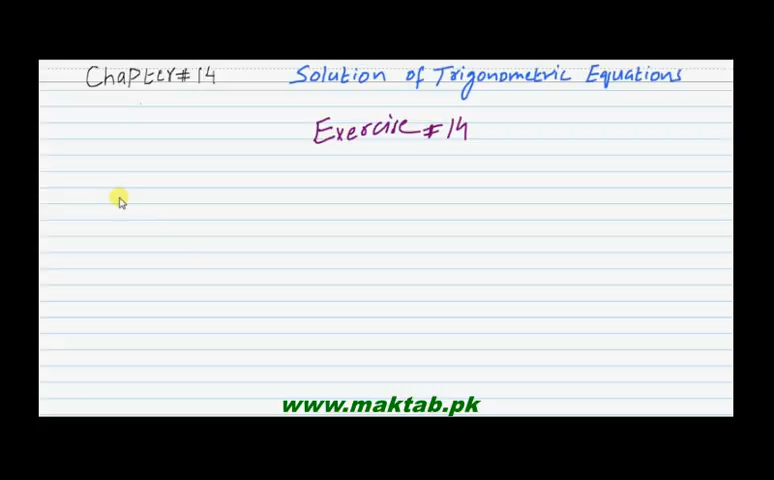 Chapter#14 Solution of Trigonometric Equations
Exercise#14
www.maktab.pk